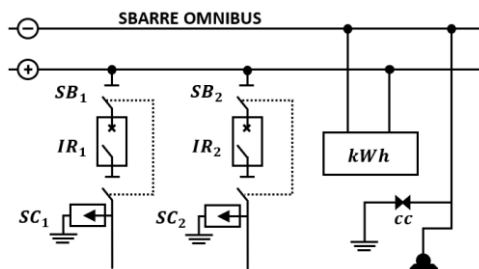 SBARRE OMNIBUS
−
+
SB₁ SB₂
IR₁ IR₂ kWh
SC₁ SC₂ cc